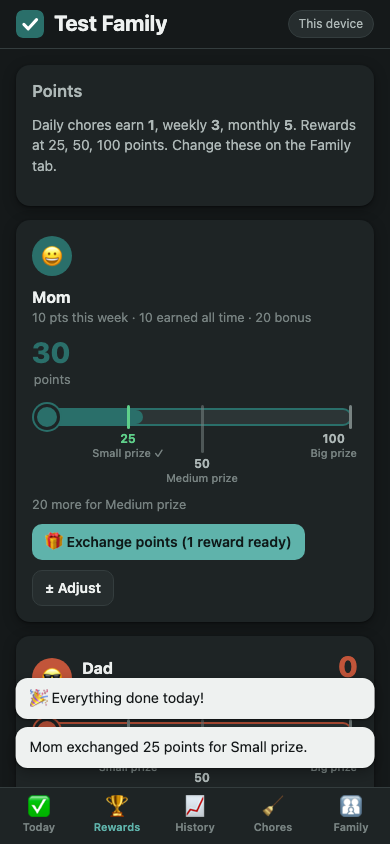 Test Family
This device
Points
Daily chores earn 1, weekly 3, monthly 5. Rewards
at 25, 50, 100 points. Change these on the Family
tab.
Mom
10 pts this week · 10 earned all time · 20 bonus
30
points
25
Small prize ✓
50
Medium prize
100
Big prize
20 more for Medium prize
🎁 Exchange points (1 reward ready)
± Adjust
Dad
0
🎉 Everything done today!
Mom exchanged 25 points for Small prize.
Small prize
Big prize
50
Today
Rewards
History
Chores
Family